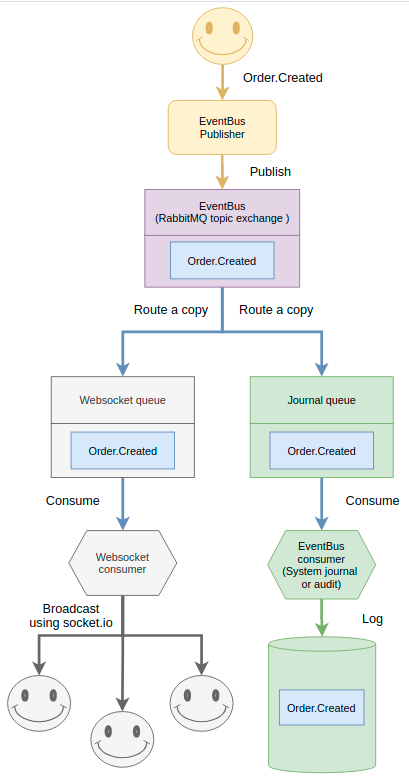 Order.Created
EventBus
Publisher
Publish
EventBus
(RabbitMQ topic exchange )
Order.Created
Route a copy
Route a copy
Websocket queue
Journal queue
Order.Created
Order.Created
Consume
Consume
Websocket
consumer
EventBus
consumer
(System journal
or audit)
Broadcast
using socket.io
Log
Order.Created